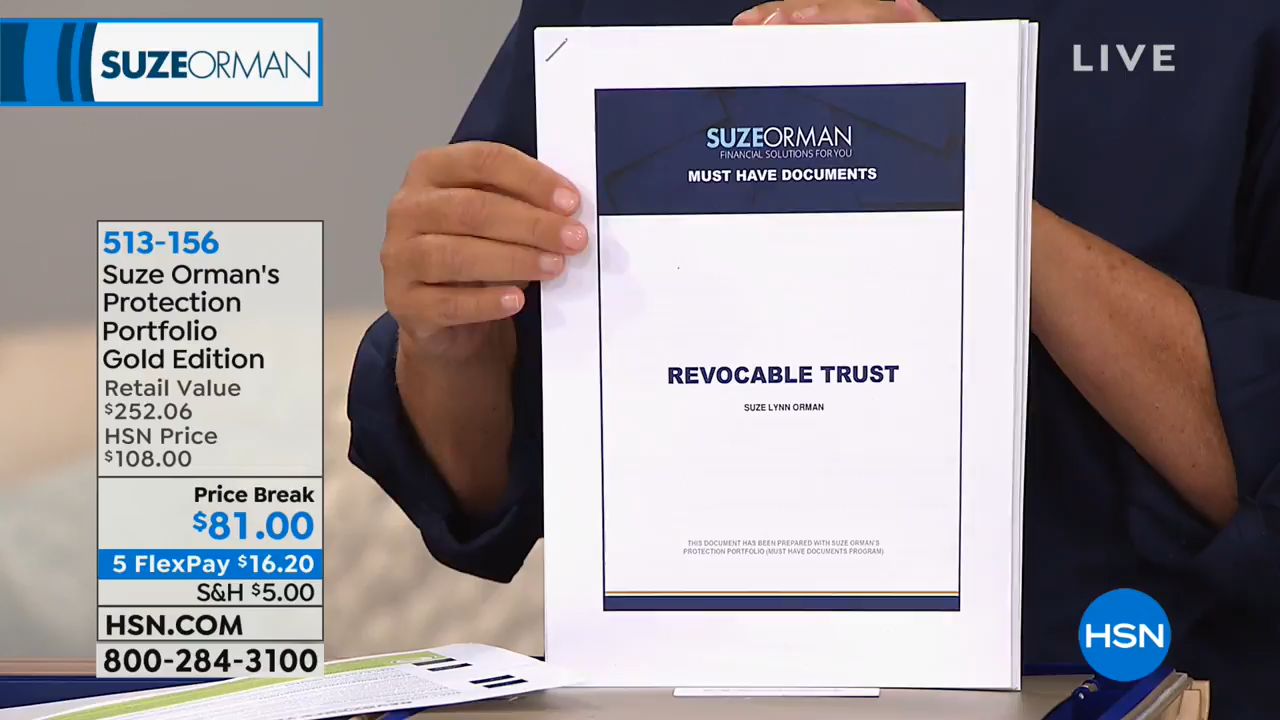 SUZEORMAN
LIVE
513-156
Suze Orman's
Protection
Portfolio
Gold Edition
Retail Value
$252.06
HSN Price
$108.00
Price Break
$81.00
5 FlexPay $16.20
S&H $5.00
HSN.COM
800-284-3100
SUZEORMAN
FINANCIAL SOLUTIONS FOR YOU
MUST HAVE DOCUMENTS
REVOCABLE TRUST
SUZE LYNN ORMAN
THIS DOCUMENT HAS BEEN PREPARED WITH SUZE ORMAN'S
PROTECTION PORTFOLIO (MUST HAVE DOCUMENTS PROGRAM)
HSN